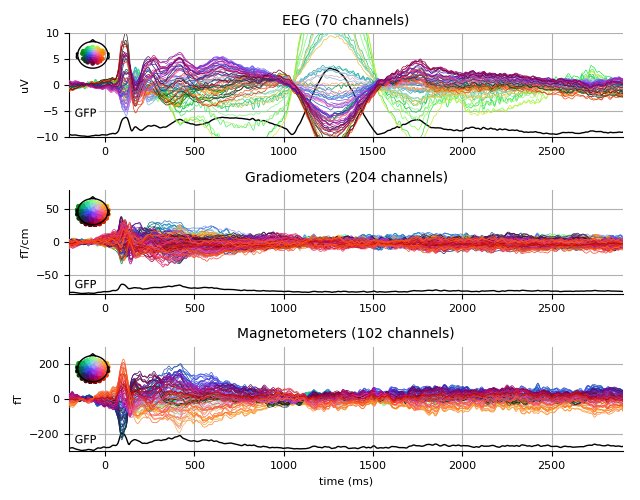 EEG (70 channels)
10
5
0
−5
−10
uV
GFP
0 500 1000 1500 2000 2500
Gradiometers (204 channels)
50
0
−50
fT/cm
GFP
0 500 1000 1500 2000 2500
Magnetometers (102 channels)
200
0
−200
fT
GFP
0 500 1000 1500 2000 2500
time (ms)